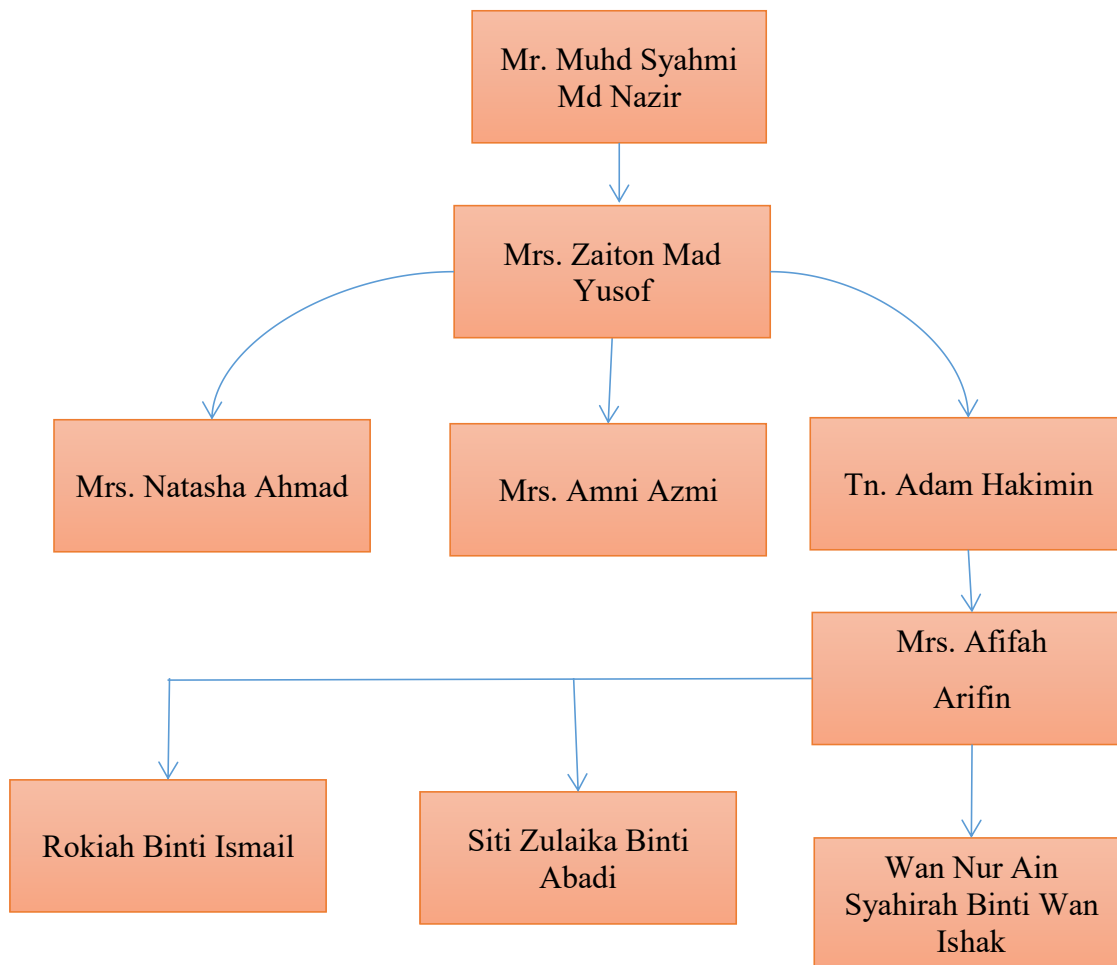 Mr. Muhd Syahmi
Md Nazir
Mrs. Zaiton Mad
Yusof
Mrs. Natasha Ahmad
Mrs. Amni Azmi
Tn. Adam Hakimin
Mrs. Afifah
Arifin
Rokiah Binti Ismail
Siti Zulaika Binti
Abadi
Wan Nur Ain
Syahirah Binti Wan
Ishak